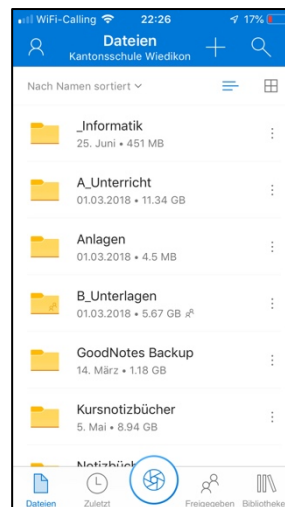 WiFi-Calling 22:26 17%
Dateien
Kantonsschule Wiedikon
Nach Namen sortiert
_Informatik
25. Juni • 451 MB
A_Unterricht
01.03.2018 • 11.34 GB
Anlagen
01.03.2018 • 4.5 MB
B_Unterlagen
01.03.2018 • 5.67 GB
GoodNotes Backup
14. März • 1.18 GB
Kursnotizbücher
5. Mai • 8.94 GB
Dateien Zuletzt Freigegeben Bibliotheke